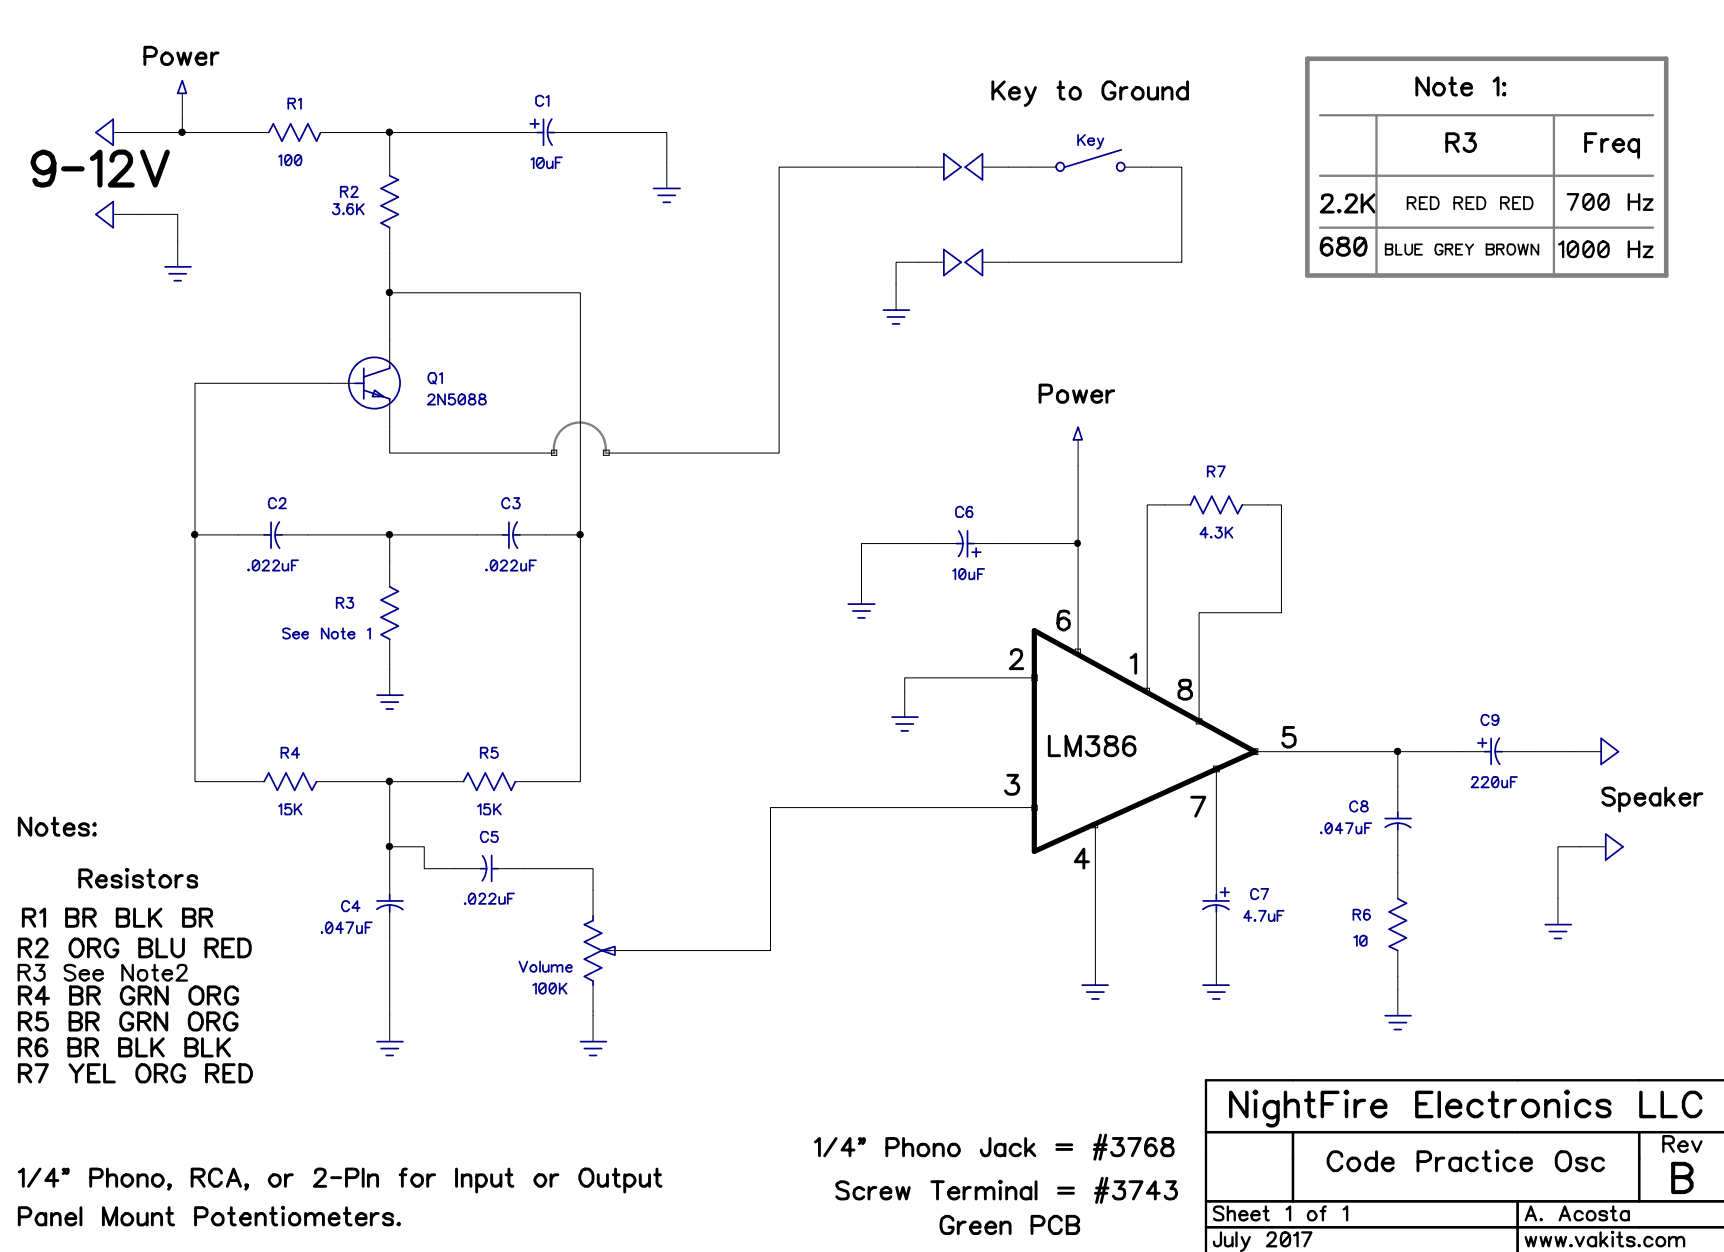 Power
9-12V
R1
100
C1
+
10uF
R2
3.6K
Q1
2N5088
Key to Ground
Key
Note 1:
R3 Freq
2.2K RED RED RED 700 Hz
680 BLUE GREY BROWN 1000 Hz
C2
.022uF
C3
.022uF
R3
See Note 1
R4
15K
R5
15K
C5
.022uF
C4
.047uF
Volume
100K
Power
C6
+
10uF
R7
4.3K
6
2
1
8
LM386
3
5
7
4
C7
+
4.7uF
C8
.047uF
R6
10
C9
+
220uF
Speaker
Notes:
Resistors
R1 BR BLK BR
R2 ORG BLU RED
R3 See Note2
R4 BR GRN ORG
R5 BR GRN ORG
R6 BR BLK BLK
R7 YEL ORG RED
1/4" Phono, RCA, or 2-PIn for Input or Output
Panel Mount Potentiometers.
1/4" Phono Jack = #3768
Screw Terminal = #3743
Green PCB
NightFire Electronics LLC
Code Practice Osc
Rev
B
Sheet 1 of 1
A. Acosta
July 2017
www.vakits.com